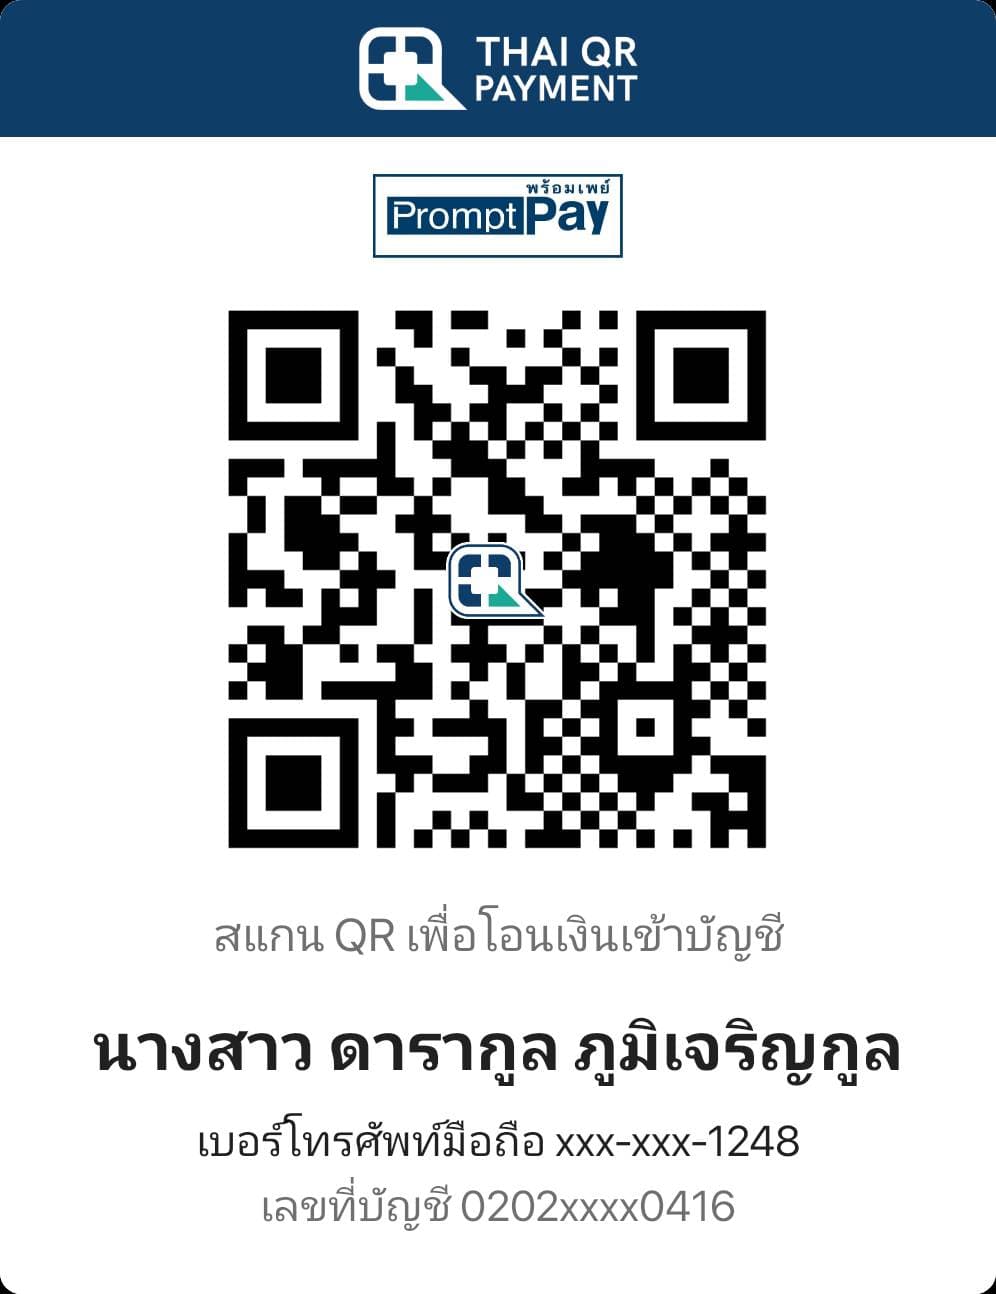 THAI QR
PAYMENT
พร้อมเพย์
PromptPay
สแกน QR เพื่อโอนเงินเข้าบัญชี
นางสาว ดารากูล ภูมิเจริญกูล
เบอร์โทรศัพท์มือถือ xxx-xxx-1248
เลขที่บัญชี 0202xxxx0416